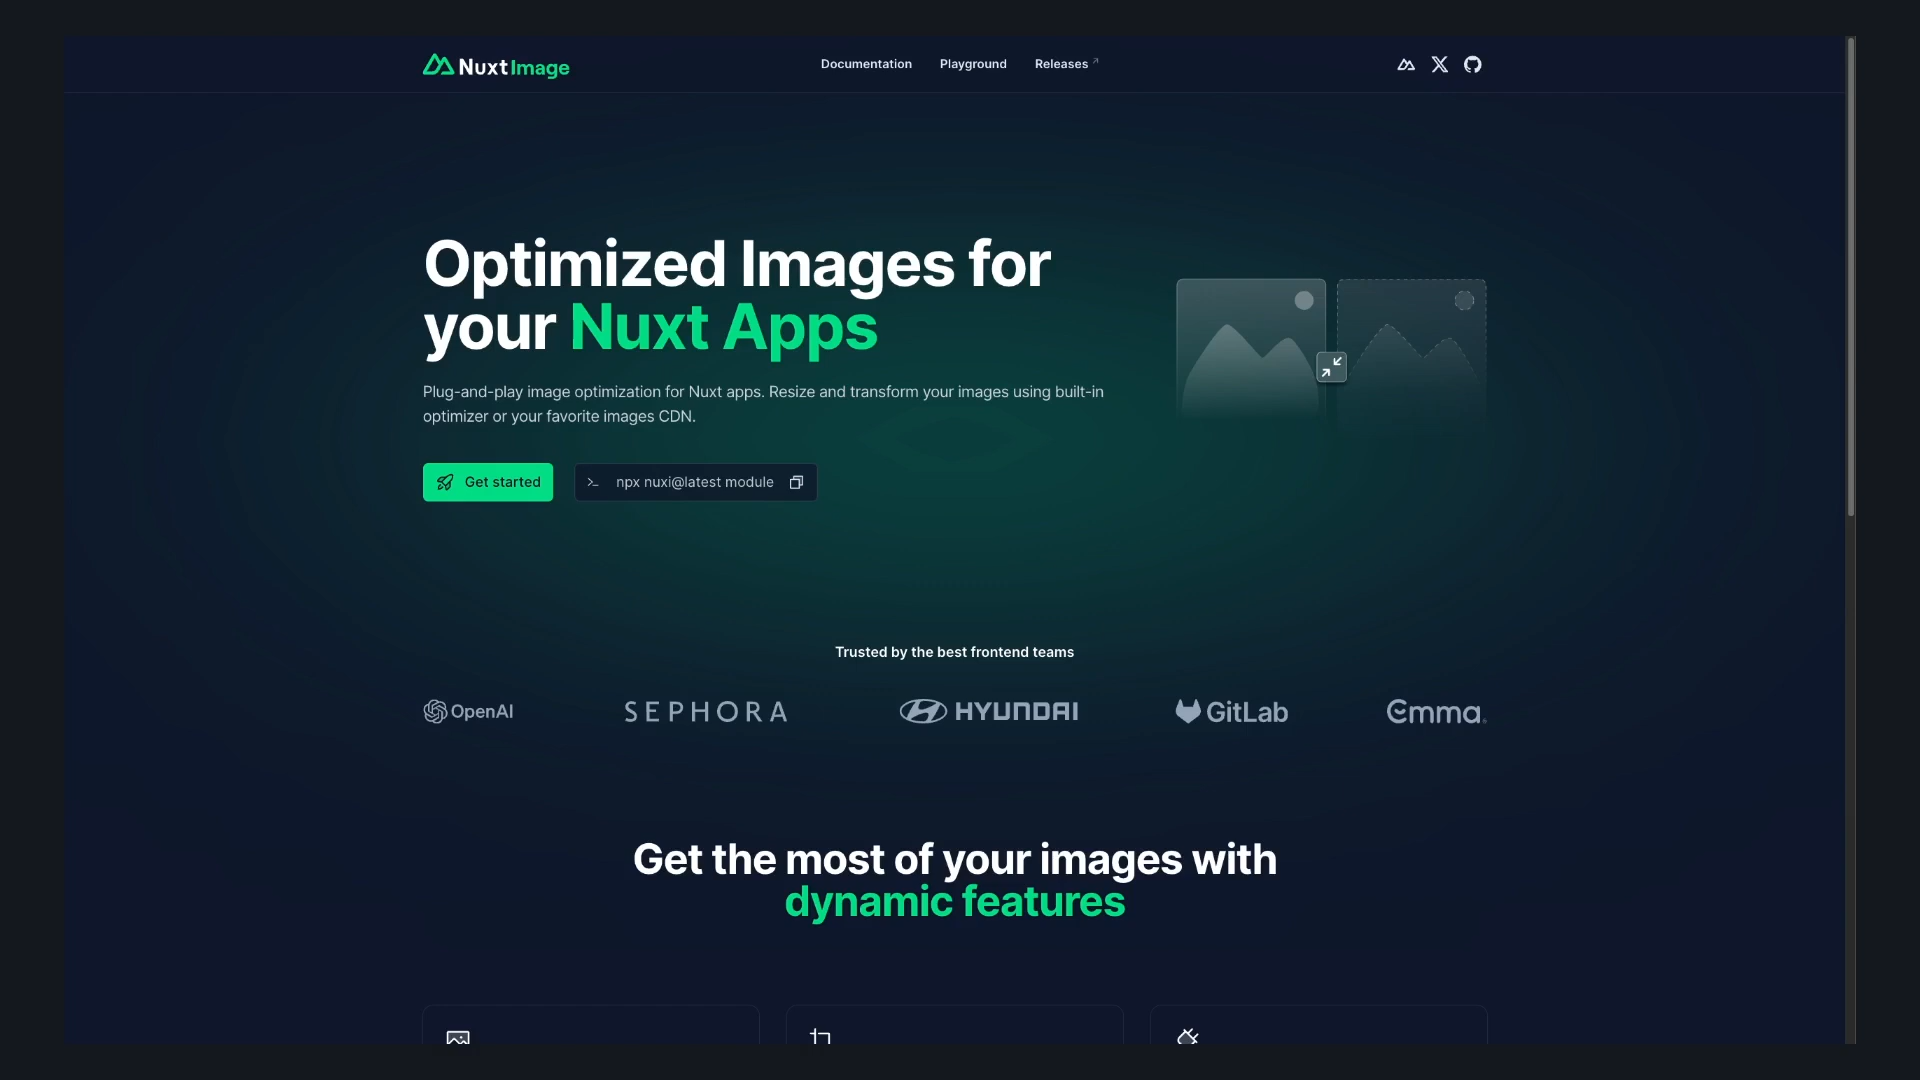 NuxtImage
Documentation
Playground
Releases
Optimized Images for
your Nuxt Apps
Plug-and-play image optimization for Nuxt apps. Resize and transform your images using built-in
optimizer or your favorite images CDN.
Get started
npx nuxi@latest module
Trusted by the best frontend teams
OpenAI
SEPHORA
HYUNDAI
GitLab
emma
Get the most of your images with
dynamic features